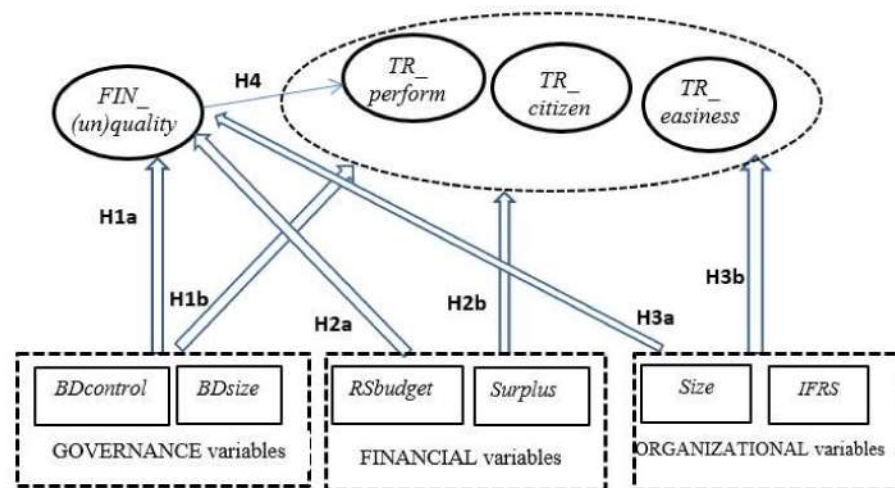 TR_
perform
TR_
citizen
TR_
easiness
FIN_
(un)quality
H4
H1a
H1b
H2a
H2b
H3a
H3b
BDcontrol
BDsize
GOVERNANCE variables
RSbudget
Surplus
FINANCIAL variables
Size
IFRS
ORGANIZATIONAL variables